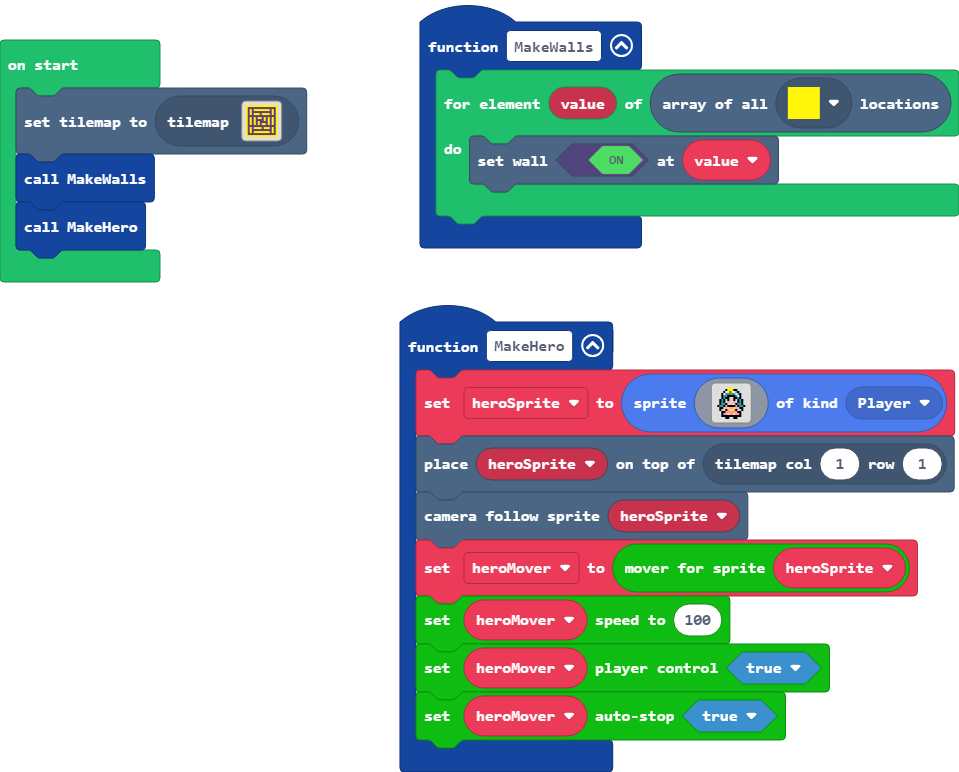 on start
set tilemap to tilemap
call MakeWalls
call MakeHero
function MakeWalls
for element value of array of all locations
do set wall ON at value
function MakeHero
set heroSprite to sprite of kind Player
place heroSprite on top of tilemap col 1 row 1
camera follow sprite heroSprite
set heroMover to mover for sprite heroSprite
set heroMover speed to 100
set heroMover player control true
set heroMover auto-stop true